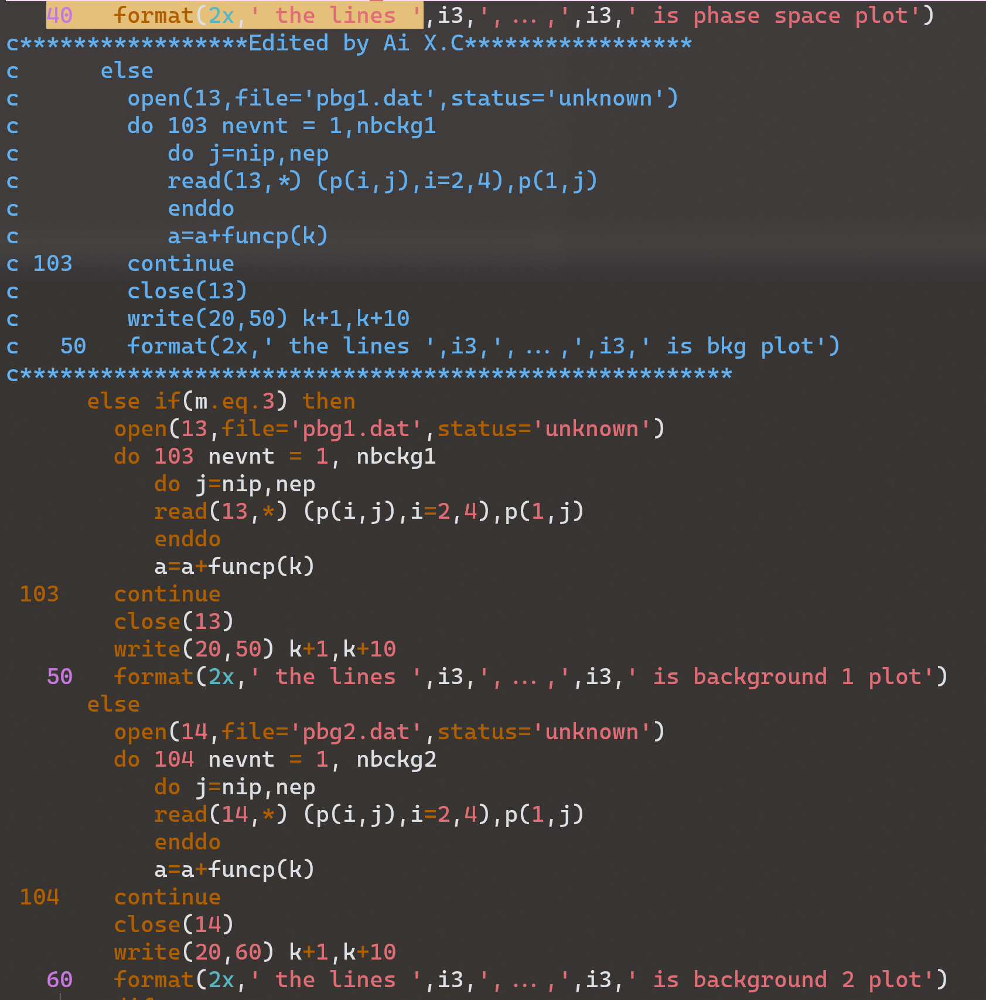 40   format(2x,' the lines ',i3,',...,',i3,' is phase space plot')
c*****************Edited by Ai X.C*****************
c      else
c        open(13,file='pbg1.dat',status='unknown')
c        do 103 nevnt = 1,nbckg1
c           do j=nip,nep
c           read(13,*) (p(i,j),i=2,4),p(1,j)
c           enddo
c           a=a+funcp(k)
c 103    continue
c        close(13)
c        write(20,50) k+1,k+10
c   50   format(2x,' the lines ',i3,',...,',i3,' is bkg plot')
c*****************************************************
      else if(m.eq.3) then
        open(13,file='pbg1.dat',status='unknown')
        do 103 nevnt = 1, nbckg1
           do j=nip,nep
           read(13,*) (p(i,j),i=2,4),p(1,j)
           enddo
           a=a+funcp(k)
 103    continue
        close(13)
        write(20,50) k+1,k+10
   50   format(2x,' the lines ',i3,',...,',i3,' is background 1 plot')
      else
        open(14,file='pbg2.dat',status='unknown')
        do 104 nevnt = 1, nbckg2
           do j=nip,nep
           read(14,*) (p(i,j),i=2,4),p(1,j)
           enddo
           a=a+funcp(k)
 104    continue
        close(14)
        write(20,60) k+1,k+10
   60   format(2x,' the lines ',i3,',...,',i3,' is background 2 plot')